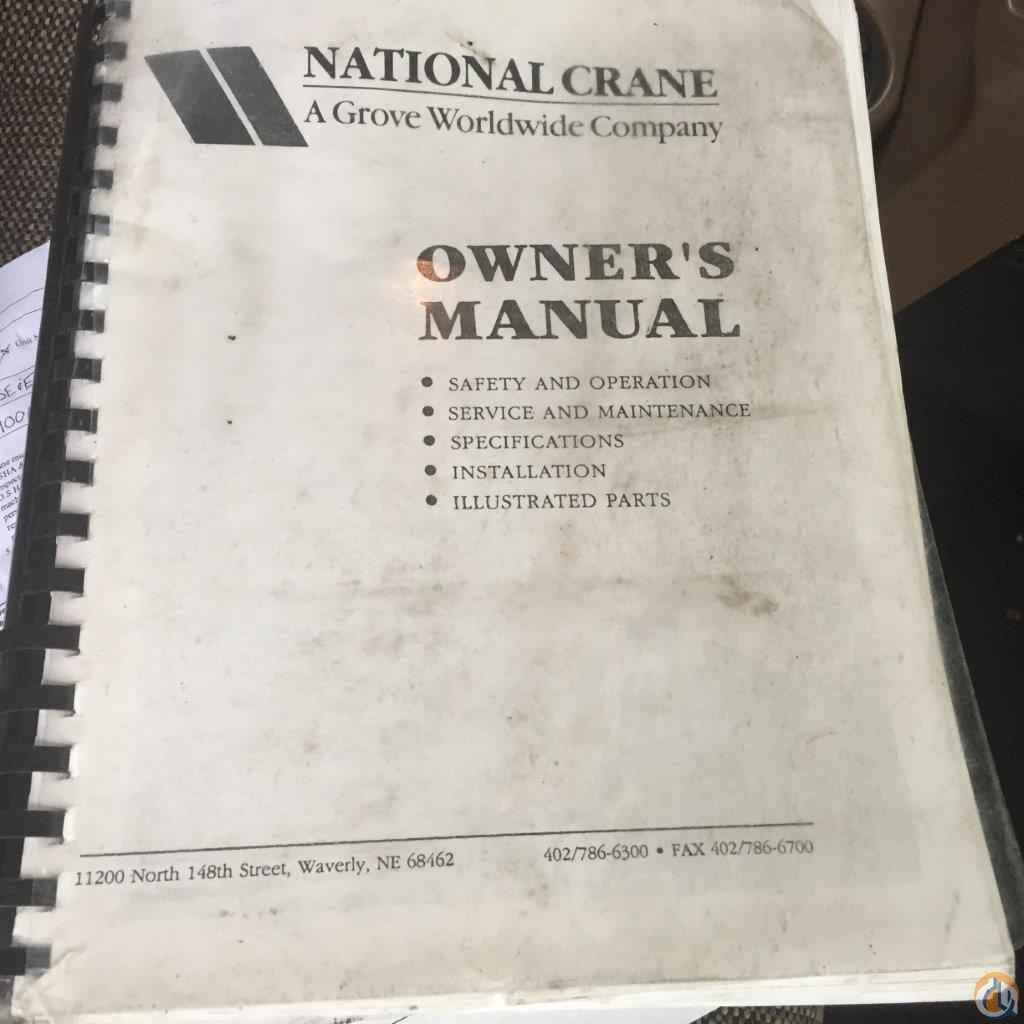 NATIONAL CRANE
A Grove Worldwide Company
OWNER'S
MANUAL
• SAFETY AND OPERATION
• SERVICE AND MAINTENANCE
• SPECIFICATIONS
• INSTALLATION
• ILLUSTRATED PARTS
11200 North 148th Street, Waverly, NE 68462
402/786-6300 • FAX 402/786-6700